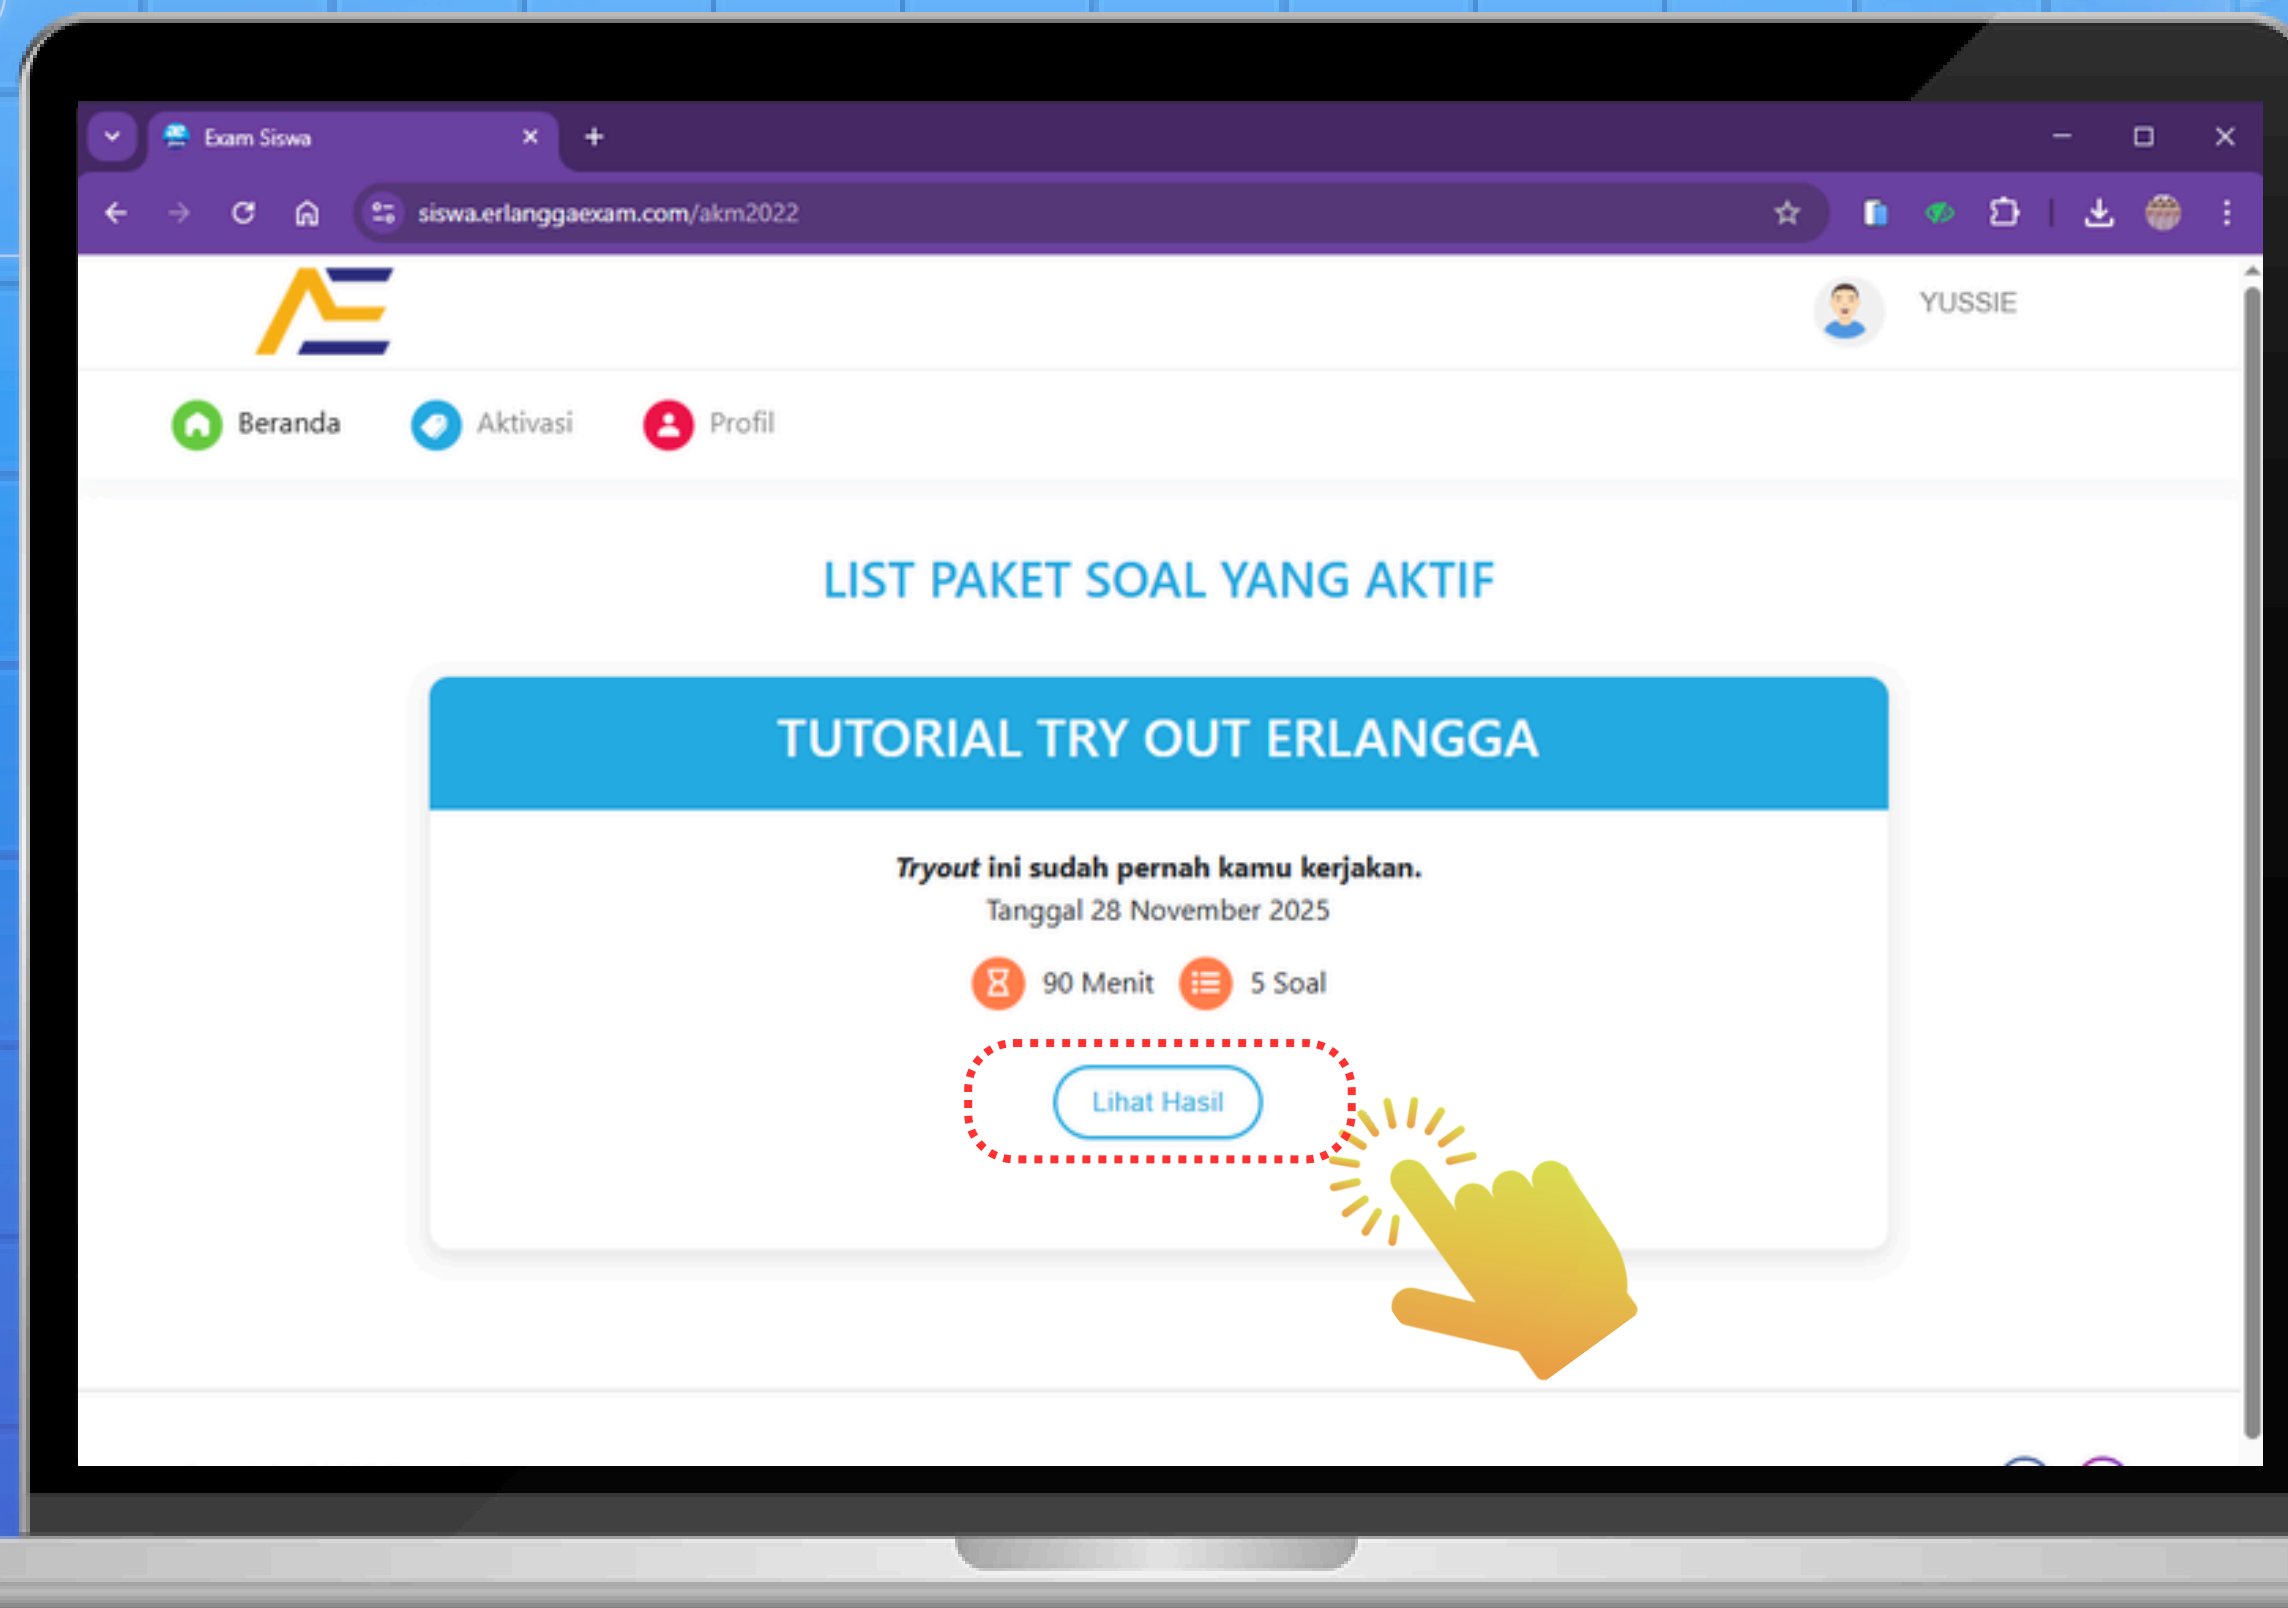 Exam Siswa
siswa.erlanggaexam.com/akm2022
AE
YUSSIE
Beranda
Aktivasi
Profil
LIST PAKET SOAL YANG AKTIF
TUTORIAL TRY OUT ERLANGGA
Tryout ini sudah pernah kamu kerjakan.
Tanggal 28 November 2025
90 Menit
5 Soal
Lihat Hasil